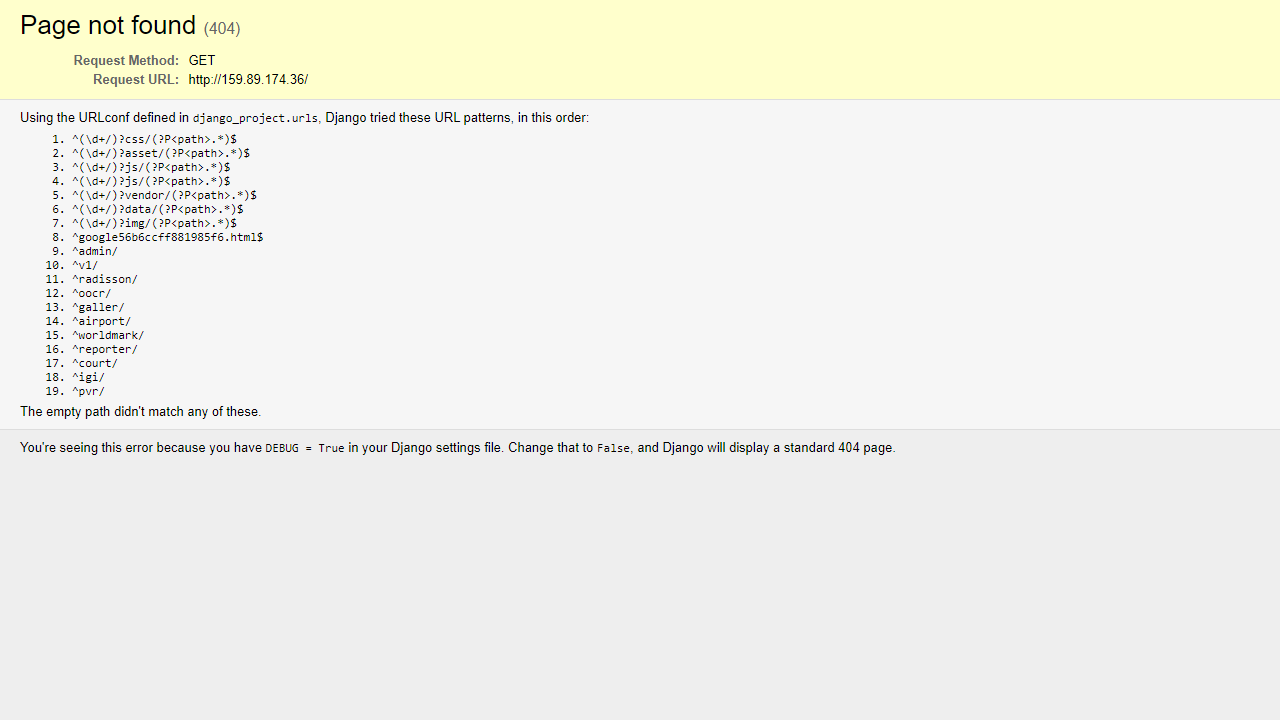 Page not found (404)
Request Method: GET
Request URL: http://159.89.174.36/
Using the URLconf defined in django_project.urls, Django tried these URL patterns, in this order:
1. ^(\d+/)?css/(?P<path>.*)$
2. ^(\d+/)?asset/(?P<path>.*)$
3. ^(\d+/)?js/(?P<path>.*)$
4. ^(\d+/)?js/(?P<path>.*)$
5. ^(\d+/)?vendor/(?P<path>.*)$
6. ^(\d+/)?data/(?P<path>.*)$
7. ^(\d+/)?img/(?P<path>.*)$
8. ^google56b6ccff881985f6.html$
9. ^admin/
10. ^v1/
11. ^radisson/
12. ^oocr/
13. ^galler/
14. ^airport/
15. ^worldmark/
16. ^reporter/
17. ^court/
18. ^igi/
19. ^pvr/
The empty path didn't match any of these.
You're seeing this error because you have DEBUG = True in your Django settings file. Change that to False, and Django will display a standard 404 page.